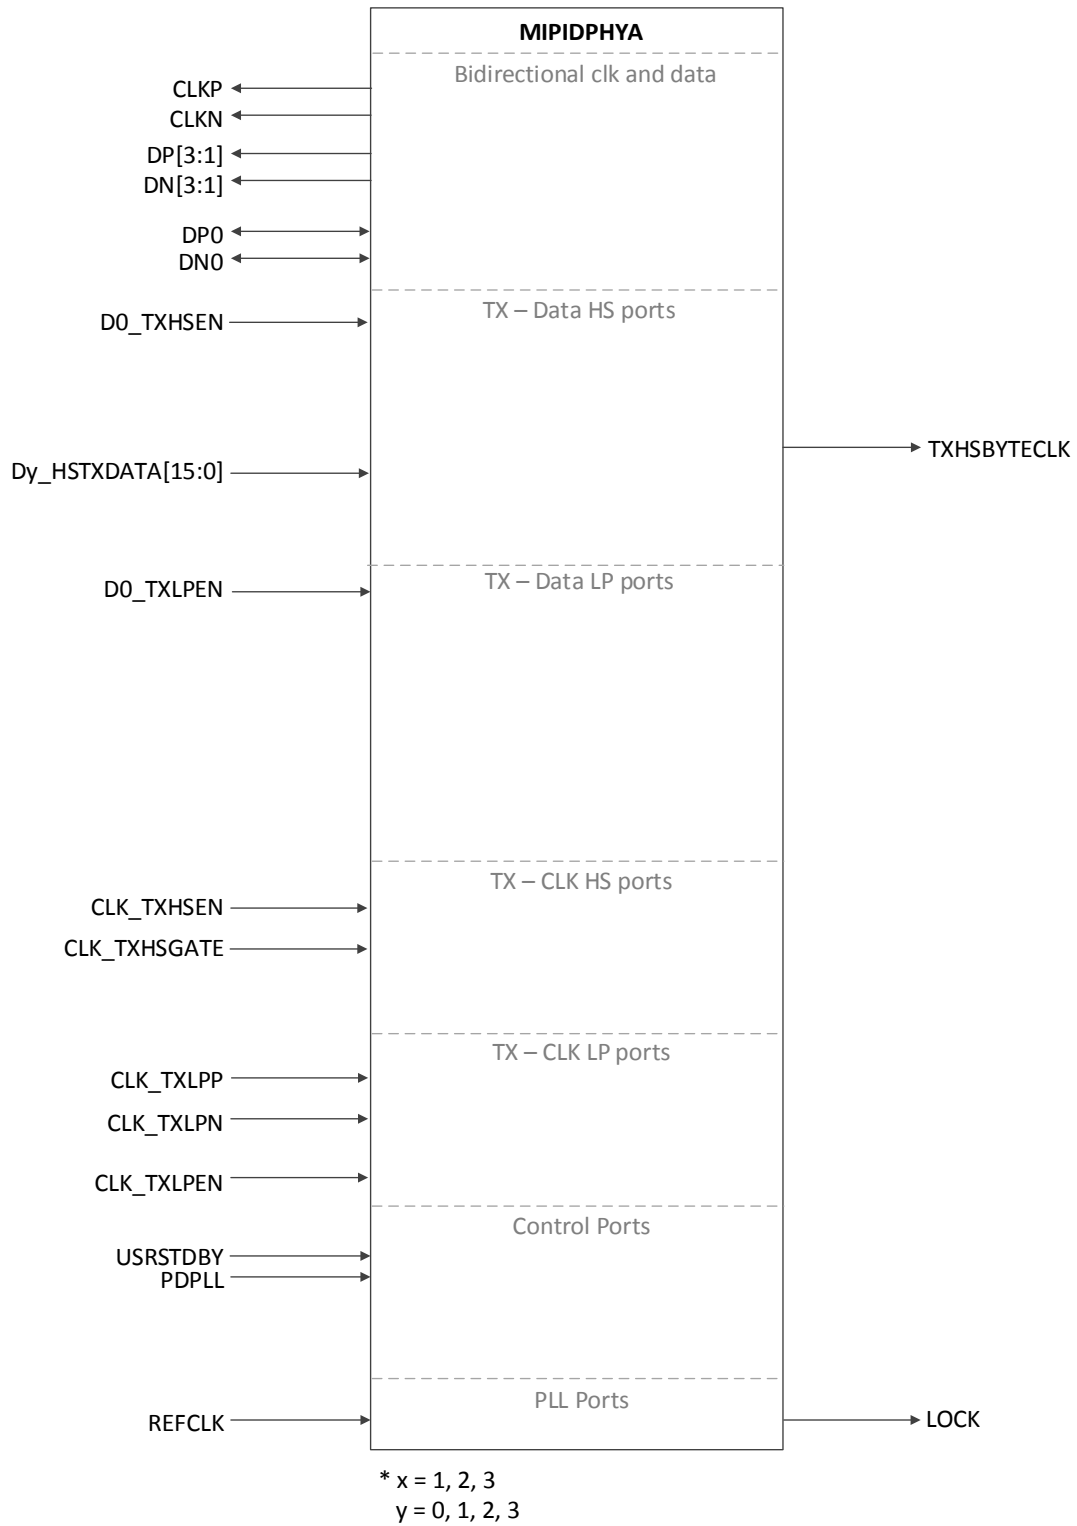 MIPIDPHYA
Bidirectional clk and data
CLKP
CLKN
DP[3:1]
DN[3:1]
DP0
DN0
TX – Data HS ports
D0_TXHSEN
TXHSBYTECLK
Dy_HSTXDATA[15:0]
TX – Data LP ports
D0_TXLPEN
TX – CLK HS ports
CLK_TXHSEN
CLK_TXHSGATE
TX – CLK LP ports
CLK_TXLPP
CLK_TXLPN
CLK_TXLPEN
Control Ports
USRSTDBY
PDPLL
PLL Ports
REFCLK
LOCK
* x = 1, 2, 3
y = 0, 1, 2, 3